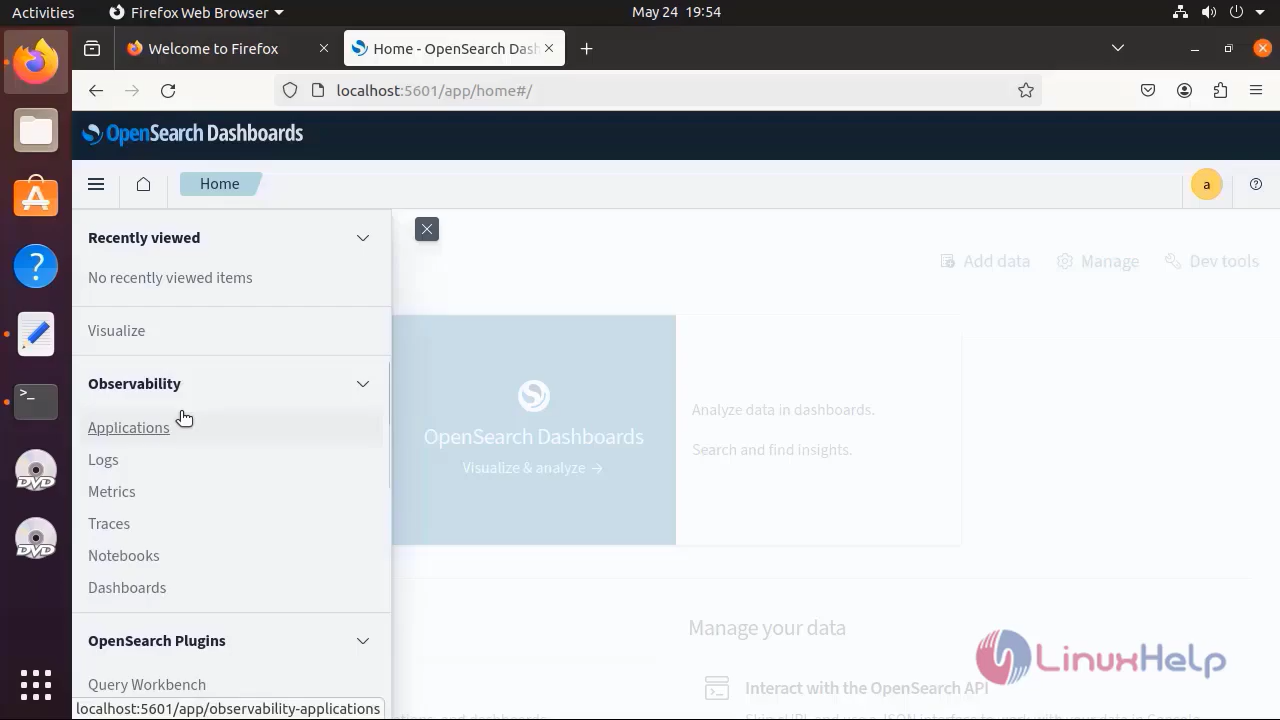 Activities
Firefox Web Browser
May 24 19:54
Welcome to Firefox
Home - OpenSearch Dash
localhost:5601/app/home#/
OpenSearch Dashboards
Home
a
Recently viewed
No recently viewed items
Visualize
Observability
Applications
Logs
Metrics
Traces
Notebooks
Dashboards
OpenSearch Plugins
Query Workbench
localhost:5601/app/observability-applications
Add data
Manage
Dev tools
OpenSearch Dashboards
Visualize & analyze →
Analyze data in dashboards.
Search and find insights.
Manage your data
Interact with the OpenSearch API
LinuxHelp
DVD
DVD